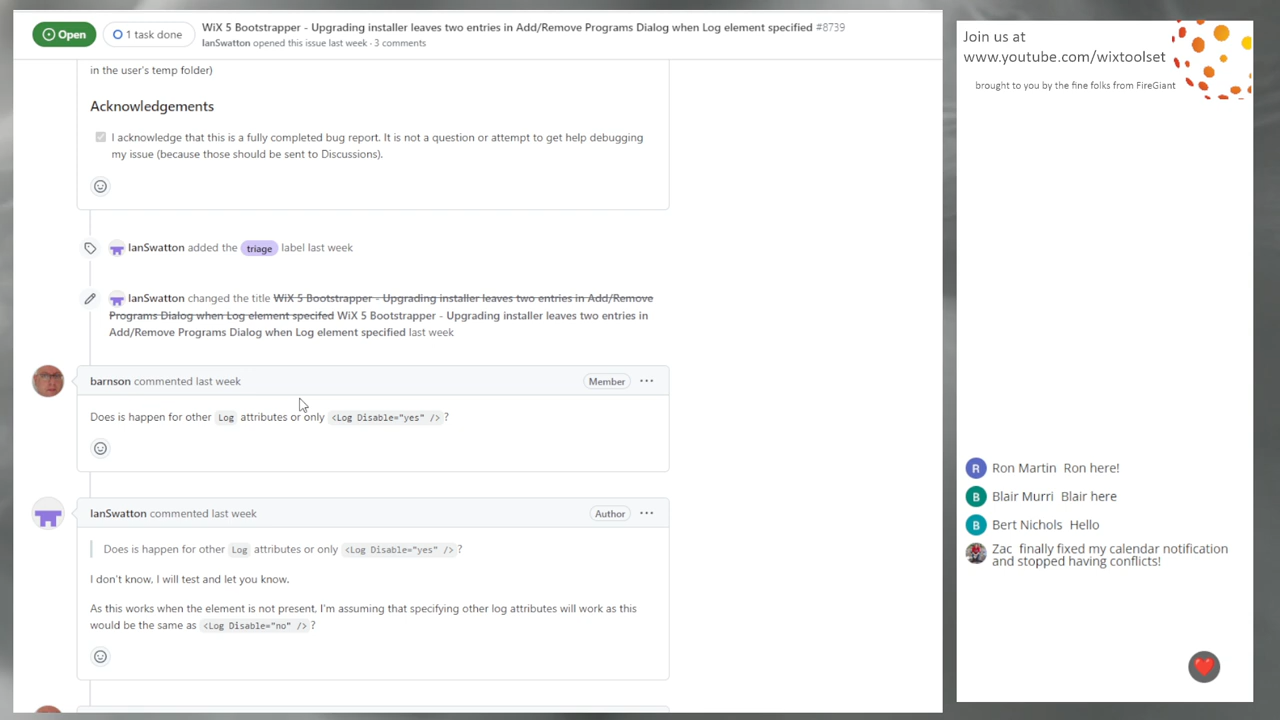 Open
1 task done
WiX 5 Bootstrapper - Upgrading installer leaves two entries in Add/Remove Programs Dialog when Log element specified #8739
IanSwatton opened this issue last week · 3 comments
in the user's temp folder)
Acknowledgements
I acknowledge that this is a fully completed bug report. It is not a question or attempt to get help debugging
my issue (because those should be sent to Discussions).
IanSwatton added the triage label last week
IanSwatton changed the title WiX 5 Bootstrapper - Upgrading installer leaves two entries in Add/Remove
Programs Dialog when Log element specifed WiX 5 Bootstrapper - Upgrading installer leaves two entries in
Add/Remove Programs Dialog when Log element specified last week
barnson commented last week
Member
Does is happen for other Log attributes or only <Log Disable="yes" />?
IanSwatton commented last week
Author
Does is happen for other Log attributes or only <Log Disable="yes" />?
I don't know, I will test and let you know.
As this works when the element is not present, I'm assuming that specifying other log attributes will work as this
would be the same as <Log Disable="no" />?
Join us at
www.youtube.com/wixtoolset
brought to you by the fine folks from FireGiant
R Ron Martin Ron here!
B Blair Murri Blair here
B Bert Nichols Hello
Zac finally fixed my calendar notification
and stopped having conflicts!